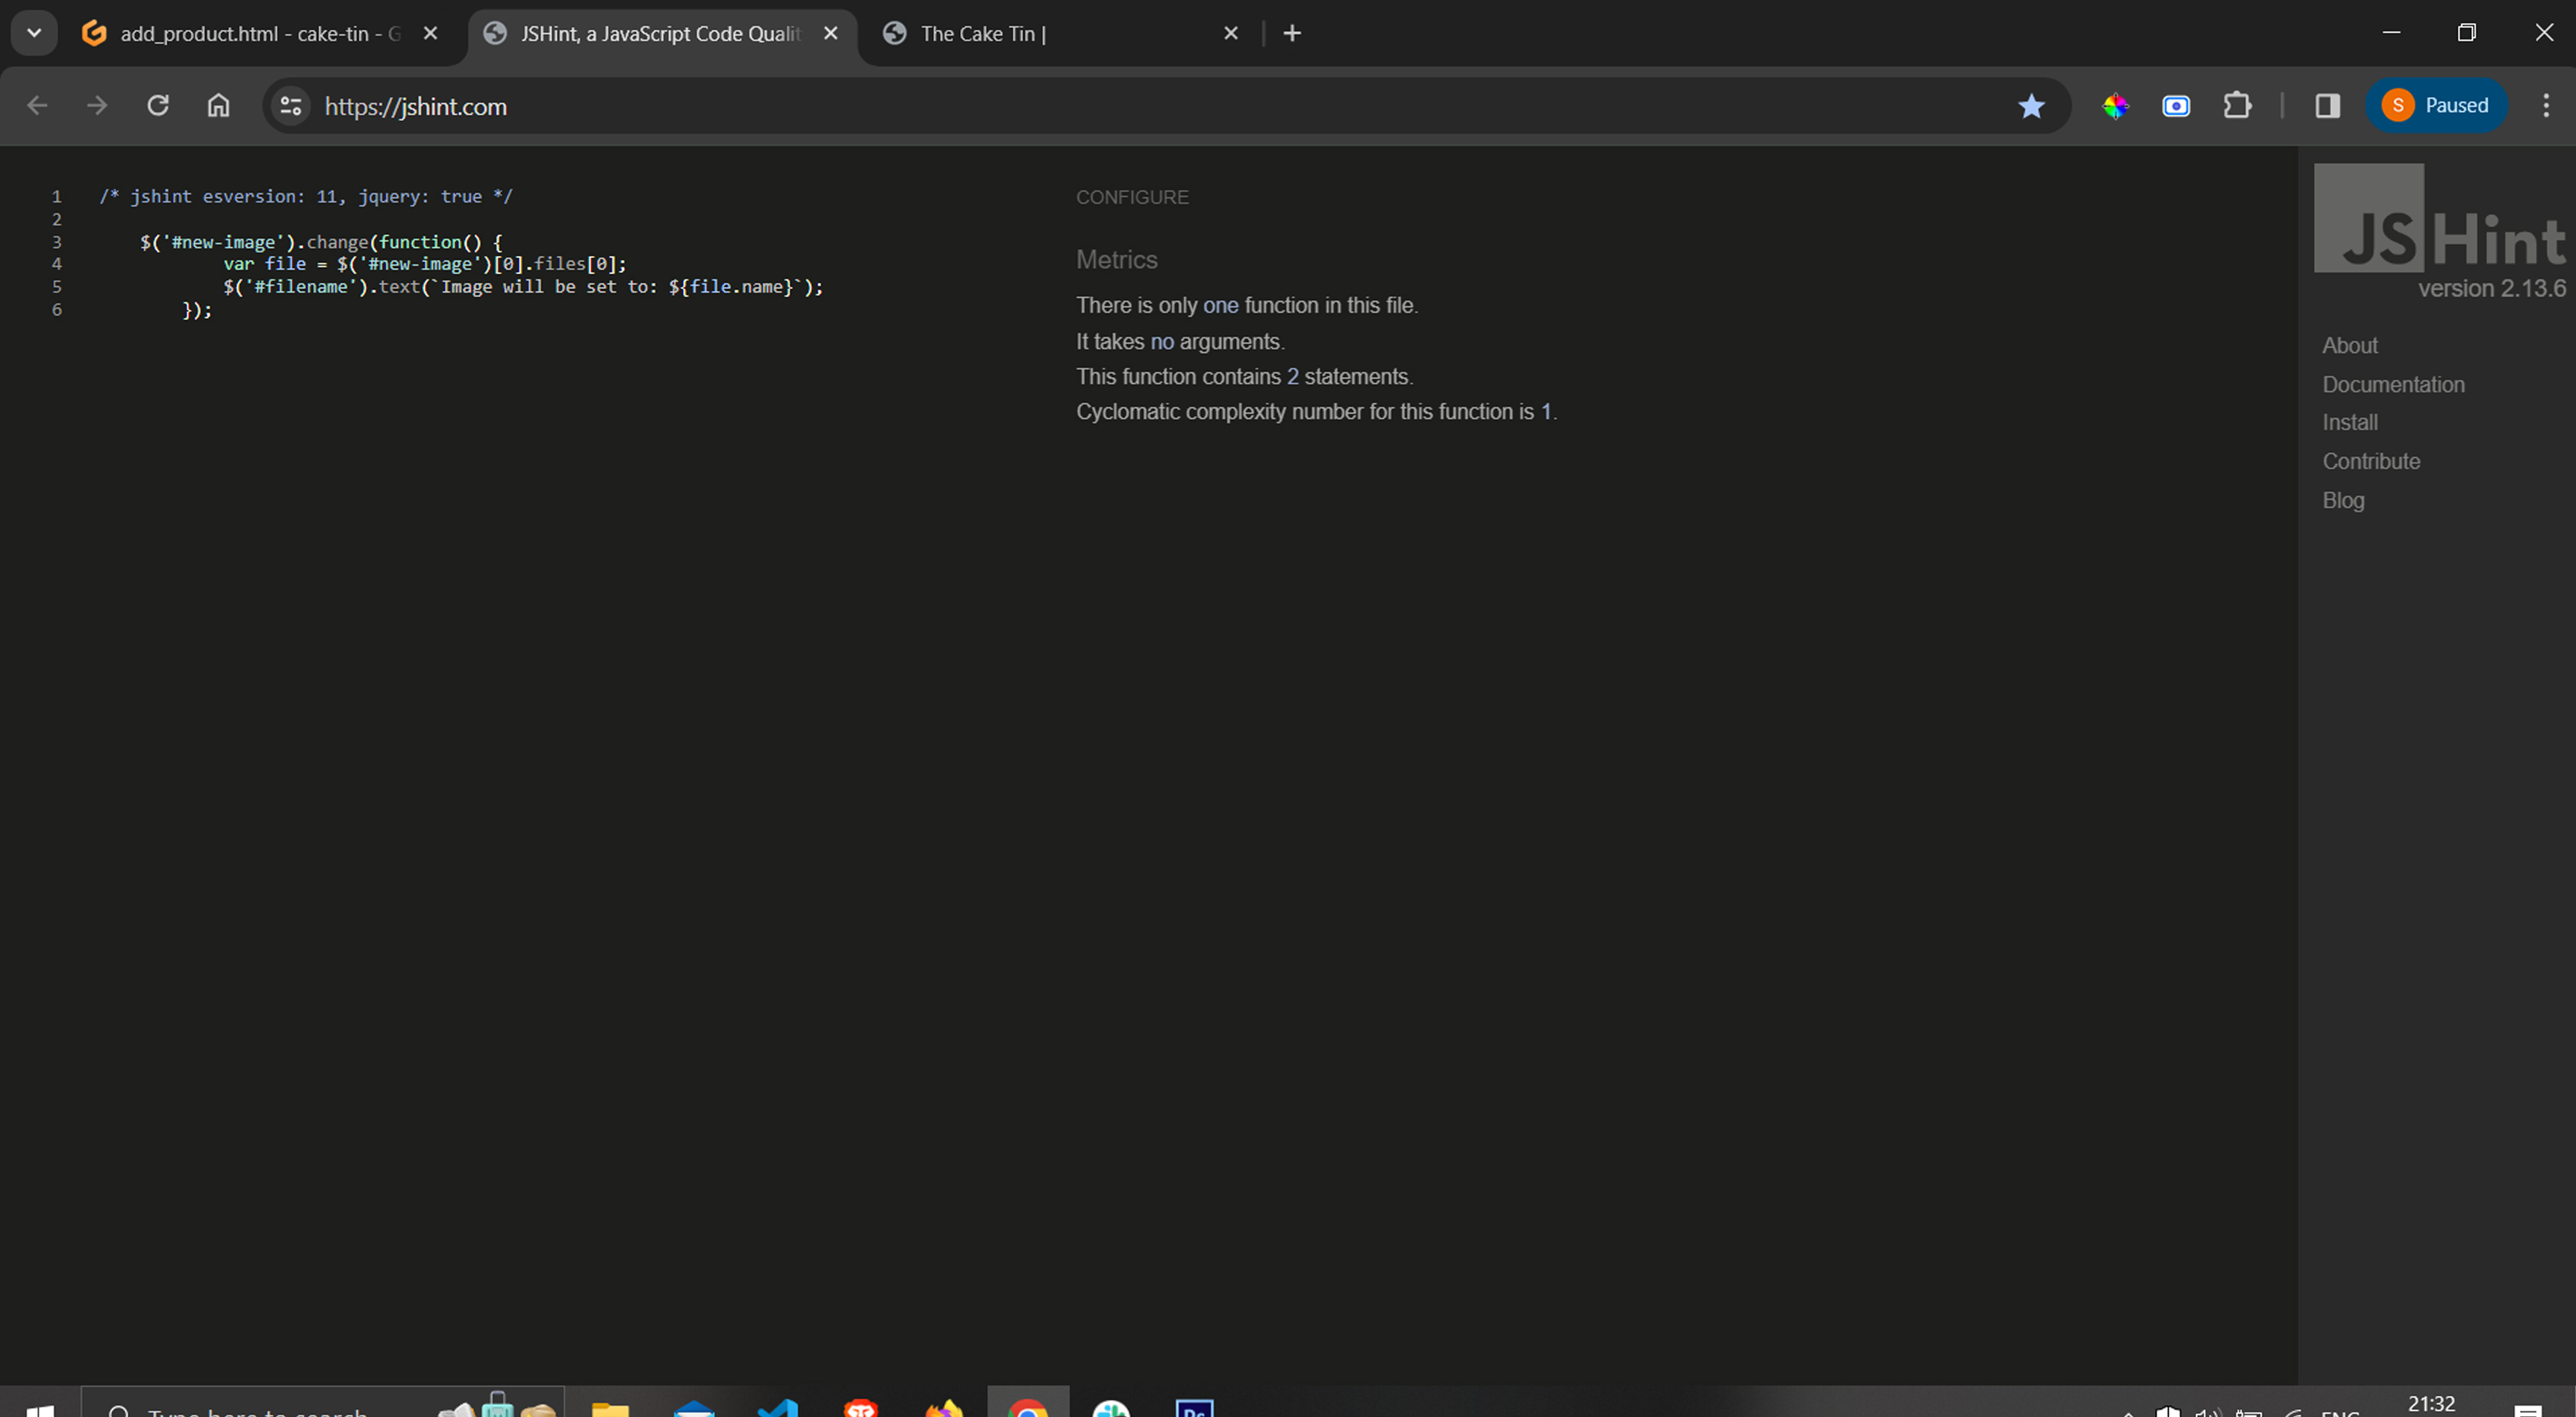 add_product.html - cake-tin - G
JSHint, a JavaScript Code Qualit
The Cake Tin |
https://jshint.com
S Paused
1 /* jshint esversion: 11, jquery: true */
2
3 $('#new-image').change(function() {
4 var file = $('#new-image')[0].files[0];
5 $('#filename').text(`Image will be set to: ${file.name}`);
6 });
CONFIGURE
Metrics
There is only one function in this file.
It takes no arguments.
This function contains 2 statements.
Cyclomatic complexity number for this function is 1.
JSHint
version 2.13.6
About
Documentation
Install
Contribute
Blog
Type here to search
Ps
ENG
21:32